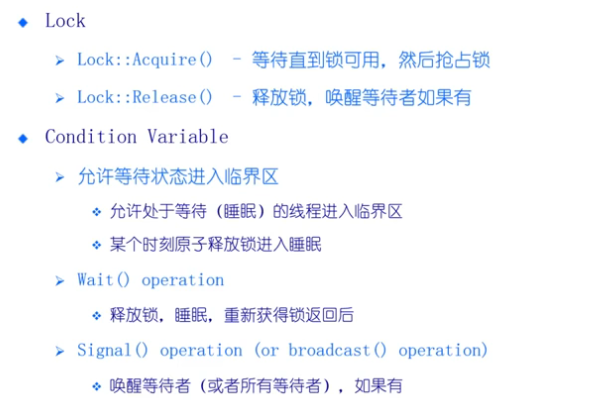 Lock
Lock::Acquire() - 等待直到锁可用，然后抢占锁
Lock::Release() - 释放锁，唤醒等待者如果有
Condition Variable
允许等待状态进入临界区
允许处于等待（睡眠）的线程进入临界区
某个时刻原子释放锁进入睡眠
Wait() operation
释放锁，睡眠，重新获得锁返回后
Signal() operation (or broadcast() operation)
唤醒等待者（或者所有等待者），如果有